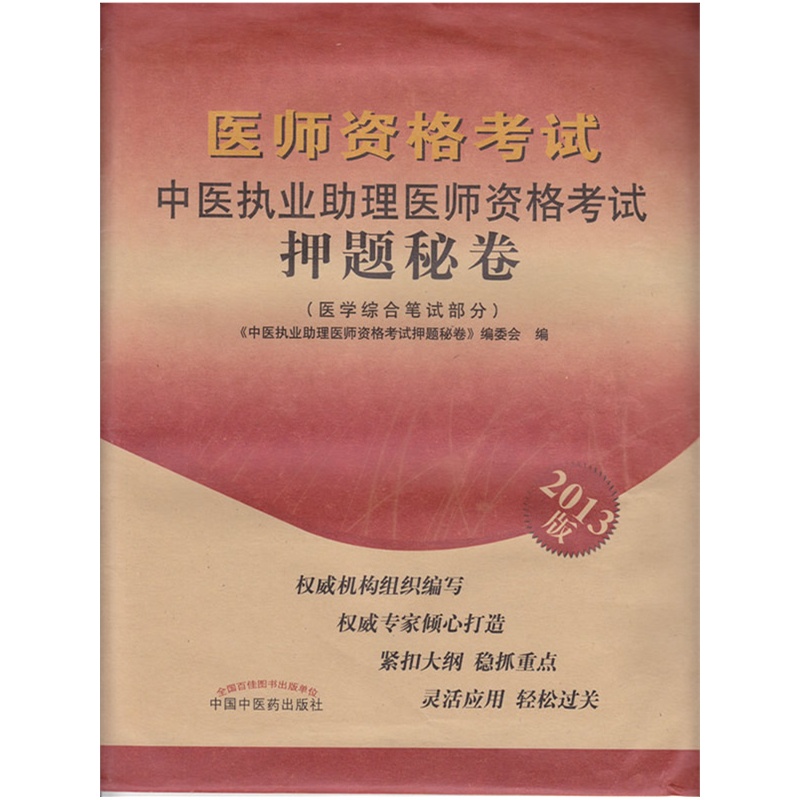 医师资格考试
中医执业助理医师资格考试
押题秘卷
（医学综合笔试部分）
《中医执业助理医师资格考试押题秘卷》编委会 编
2013
版
权威机构组织编写
权威专家倾心打造
紧扣大纲 稳抓重点
灵活应用 轻松过关
全国百佳图书出版单位
中国中医药出版社